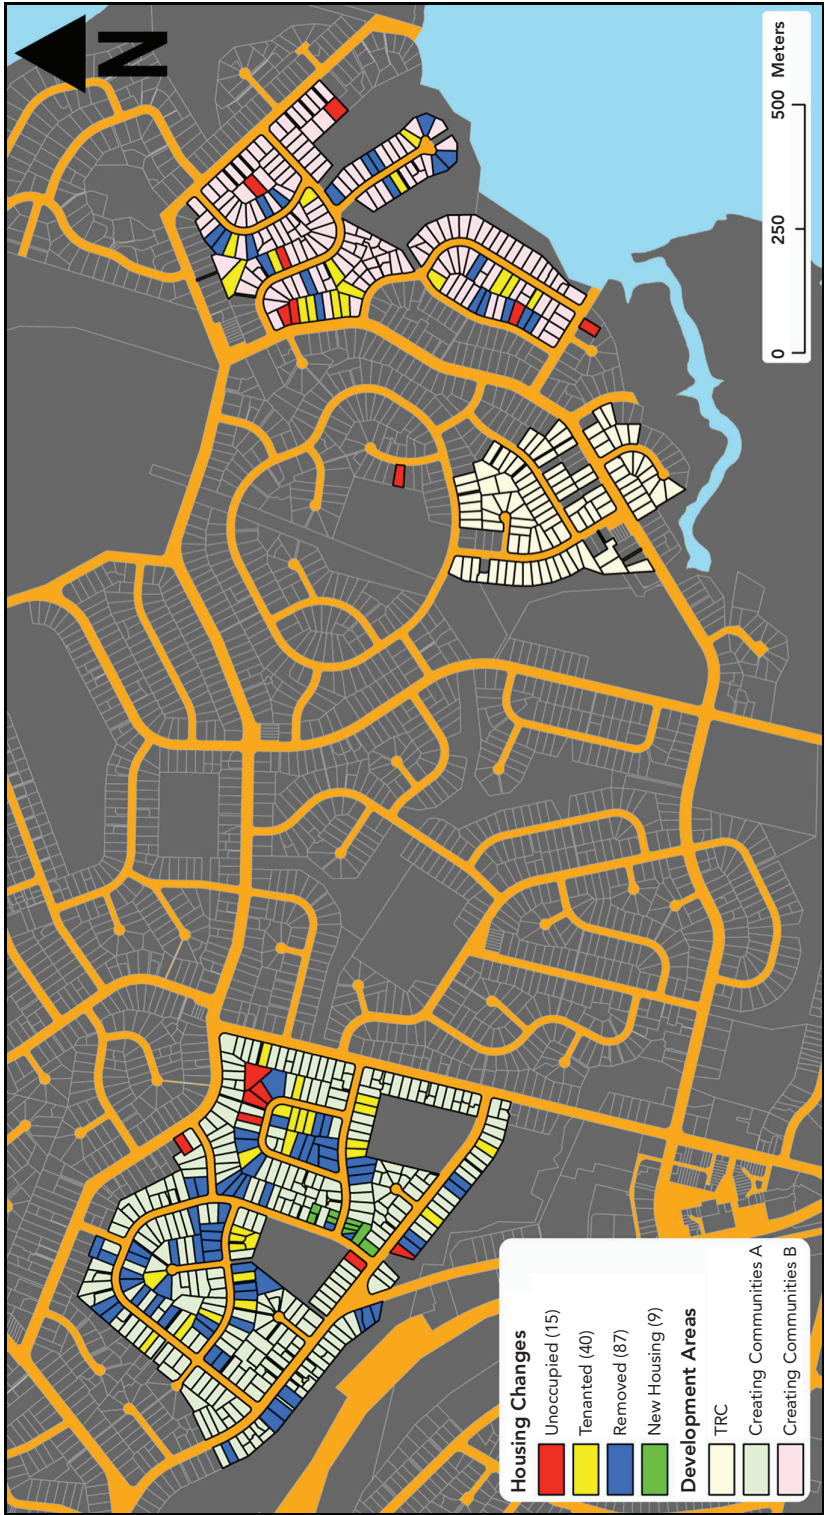 N
0 250 500 Meters
Housing Changes
Unoccupied (15)
Tenanted (40)
Removed (87)
New Housing (9)
Development Areas
TRC
Creating Communities A
Creating Communities B